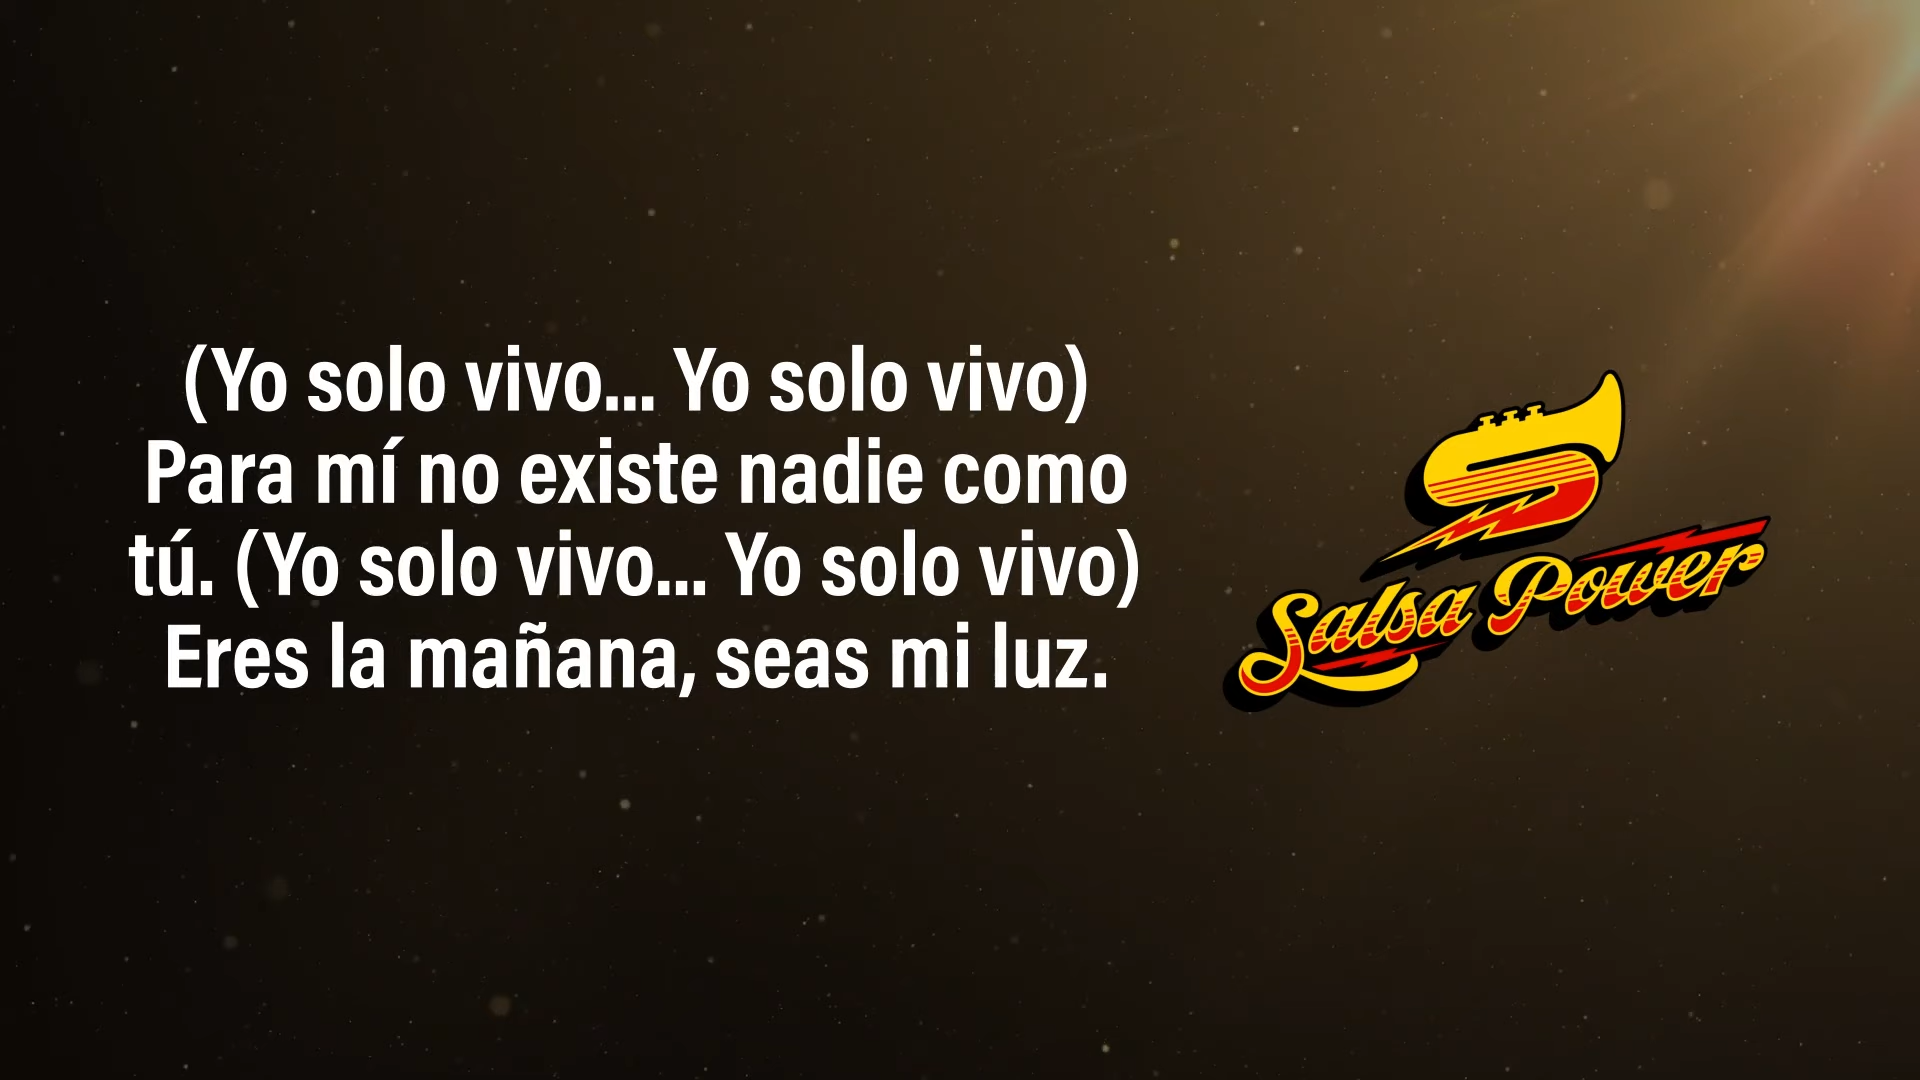 (Yo solo vivo... Yo solo vivo)
Para mí no existe nadie como
tú. (Yo solo vivo... Yo solo vivo)
Eres la mañana, seas mi luz.
Salsa Power